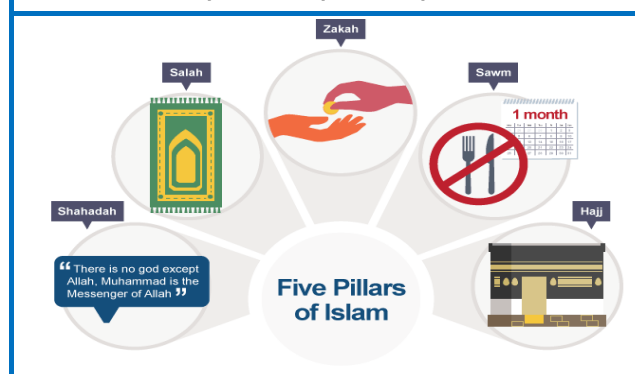 Zakah
Salah
Sawm
1 month
Shahadah
Hajj
“ There is no god except
Allah, Muhammad is the
Messenger of Allah ”
Five Pillars
of Islam